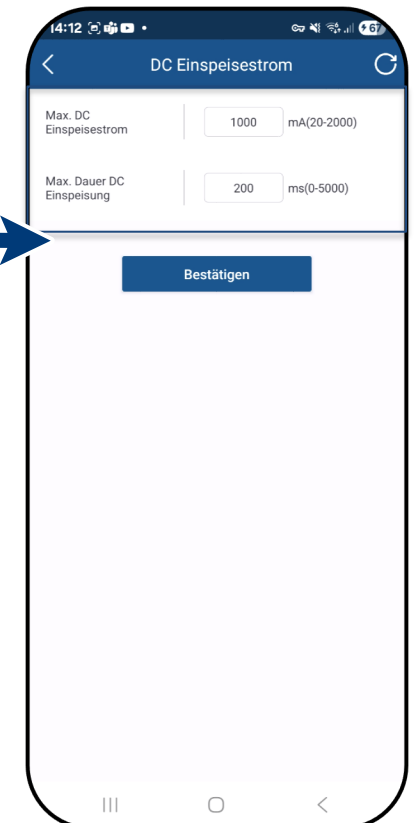 14:12
67
DC Einspeisestrom
Max. DC
Einspeisestrom
1000 mA(20-2000)
Max. Dauer DC
Einspeisung
200 ms(0-5000)
Bestätigen